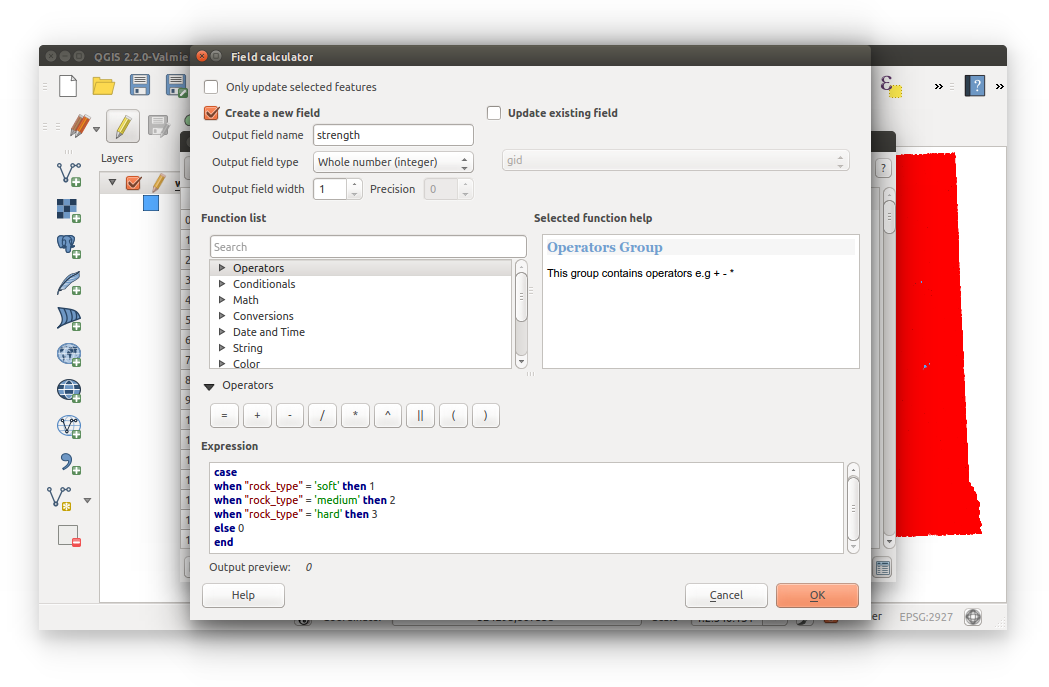 QGIS 2.2.0-Valmie
Field calculator
Only update selected features
Create a new field
Update existing field
Output field name strength
Output field type Whole number (integer)
gid
Output field width 1 Precision 0
Layers
Function list
Selected function help
Search
Operators
Conditionals
Math
Conversions
Date and Time
String
Color
Operators Group
This group contains operators e.g + - *
Operators
= + - / * ^ || ( )
Expression
case
when "rock_type" = 'soft' then 1
when "rock_type" = 'medium' then 2
when "rock_type" = 'hard' then 3
else 0
end
Output preview: 0
Help
Cancel
OK
EPSG:2927